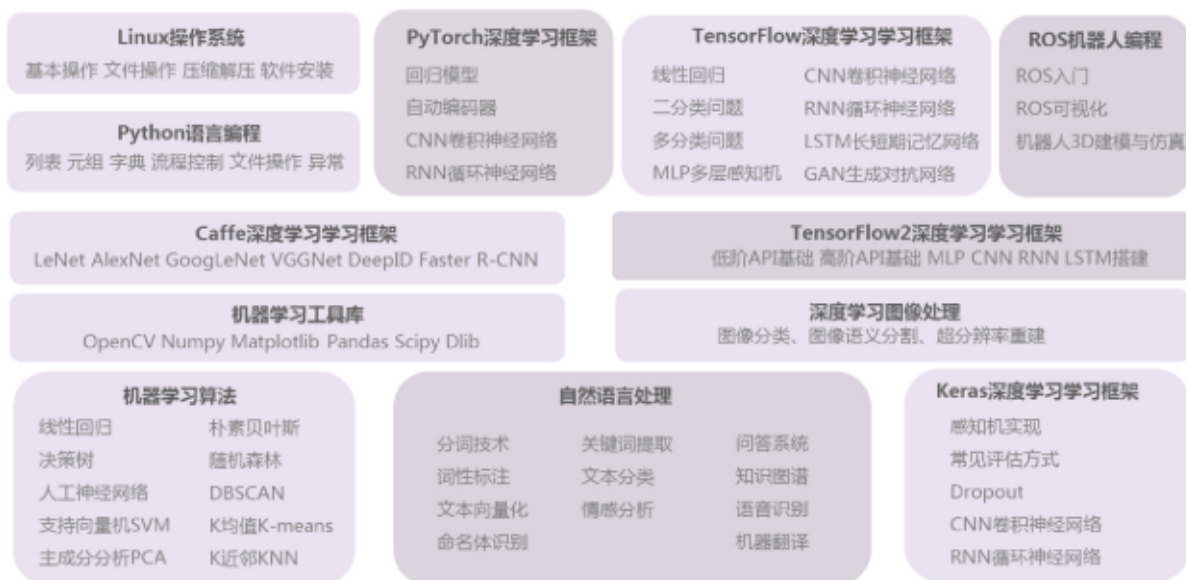 Linux操作系统
基本操作 文件操作 压缩解压 软件安装
Python语言编程
列表 元组 字典 流程控制 文件操作 异常
PyTorch深度学习框架
回归模型
自动编码器
CNN卷积神经网络
RNN循环神经网络
TensorFlow深度学习学习框架
线性回归
二分类问题
多分类问题
MLP多层感知机
CNN卷积神经网络
RNN循环神经网络
LSTM长短期记忆网络
GAN生成对抗网络
ROS机器人编程
ROS入门
ROS可视化
机器人3D建模与仿真
Caffe深度学习学习框架
LeNet AlexNet GoogLeNet VGGNet DeepID Faster R-CNN
TensorFlow2深度学习学习框架
低阶API基础 高阶API基础 MLP CNN RNN LSTM搭建
机器学习工具库
OpenCV Numpy Matplotlib Pandas Scipy Dlib
深度学习图像处理
图像分类、图像语义分割、超分辨率重建
机器学习算法
线性回归
决策树
人工神经网络
支持向量机SVM
主成分分析PCA
朴素贝叶斯
随机森林
DBSCAN
K均值K-means
K近邻KNN
自然语言处理
分词技术
词性标注
文本向量化
命名体识别
关键词提取
文本分类
情感分析
问答系统
知识图谱
语音识别
机器翻译
Keras深度学习学习框架
感知机实现
常见评估方式
Dropout
CNN卷积神经网络
RNN循环神经网络